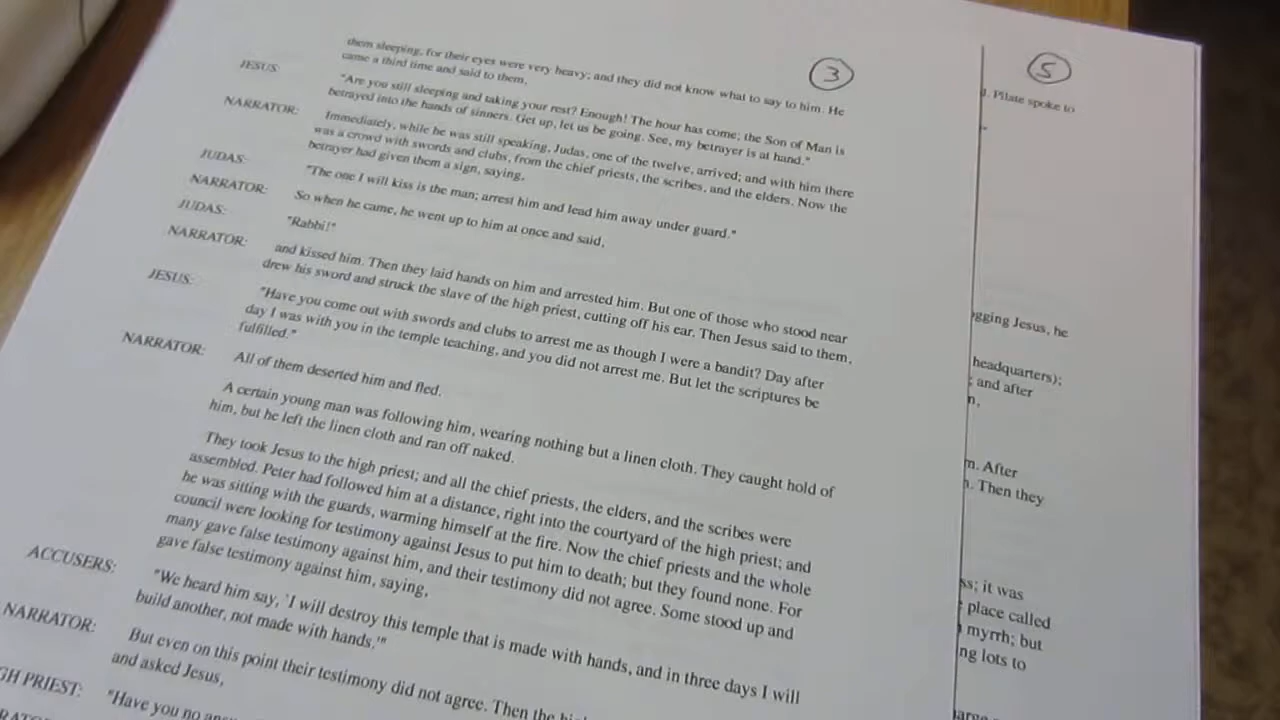 them sleeping, for their eyes were very heavy; and they did not know what to say to him. He
came a third time and said to them,
3
JESUS: "Are you still sleeping and taking your rest? Enough! The hour has come; the Son of Man is
betrayed into the hands of sinners. Get up, let us be going. See, my betrayer is at hand."
NARRATOR: Immediately, while he was still speaking, Judas, one of the twelve, arrived; and with him there
was a crowd with swords and clubs, from the chief priests, the scribes, and the elders. Now the
betrayer had given them a sign, saying,
JUDAS: "The one I will kiss is the man; arrest him and lead him away under guard."
NARRATOR: So when he came, he went up to him at once and said,
JUDAS: "Rabbi!"
NARRATOR: and kissed him. Then they laid hands on him and arrested him. But one of those who stood near
drew his sword and struck the slave of the high priest, cutting off his ear. Then Jesus said to them,
JESUS: "Have you come out with swords and clubs to arrest me as though I were a bandit? Day after
day I was with you in the temple teaching, and you did not arrest me. But let the scriptures be
fulfilled."
NARRATOR: All of them deserted him and fled.
A certain young man was following him, wearing nothing but a linen cloth. They caught hold of
him, but he left the linen cloth and ran off naked.
They took Jesus to the high priest; and all the chief priests, the elders, and the scribes were
assembled. Peter had followed him at a distance, right into the courtyard of the high priest; and
he was sitting with the guards, warming himself at the fire. Now the chief priests and the whole
council were looking for testimony against Jesus to put him to death; but they found none. For
many gave false testimony against him, and their testimony did not agree. Some stood up and
gave false testimony against him, saying,
ACCUSERS: "We heard him say, `I will destroy this temple that is made with hands, and in three days I will
build another, not made with hands.'"
NARRATOR: But even on this point their testimony did not agree. Then the
and asked Jesus,
GH PRIEST: "Have you no
5
Pilate spoke to
gging Jesus, he
headquarters);
; and after
n,
m. After
. Then they
ss; it was
place called
myrrh; but
ng lots to